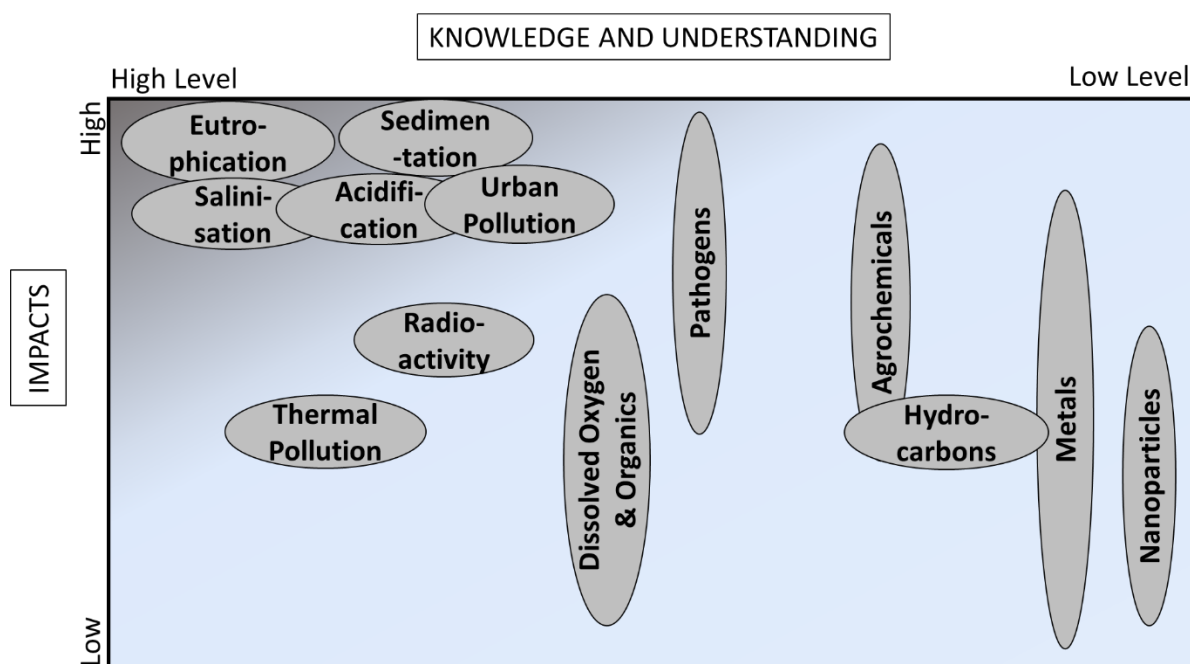 KNOWLEDGE AND UNDERSTANDING
High Level
Low Level
High
Low
IMPACTS
Eutro-
phication
Sedimen
-tation
Salini-
sation
Acidifi-
cation
Urban
Pollution
Radio-
activity
Thermal
Pollution
Dissolved Oxygen
& Organics
Pathogens
Agrochemicals
Hydro-
carbons
Metals
Nanoparticles